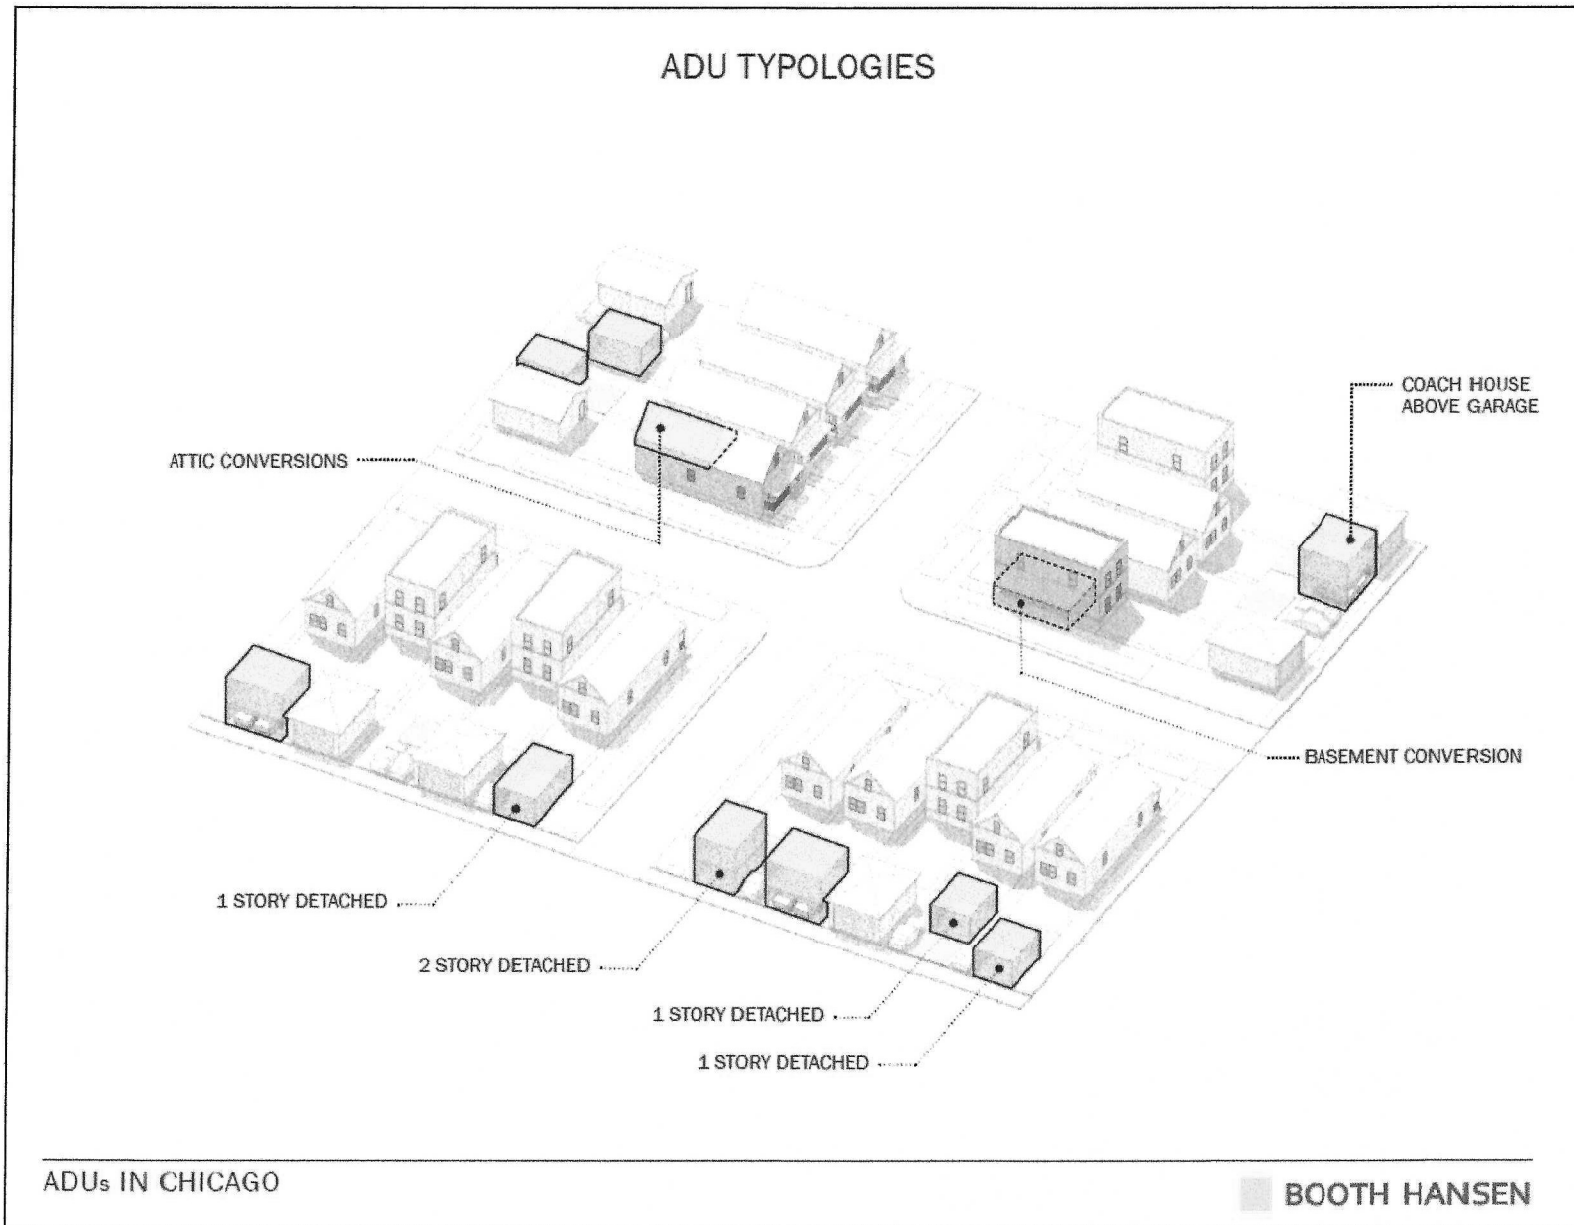 ADU TYPOLOGIES
COACH HOUSE
ABOVE GARAGE
ATTIC CONVERSIONS
BASEMENT CONVERSION
1 STORY DETACHED
2 STORY DETACHED
1 STORY DETACHED
1 STORY DETACHED
ADUs IN CHICAGO
BOOTH HANSEN